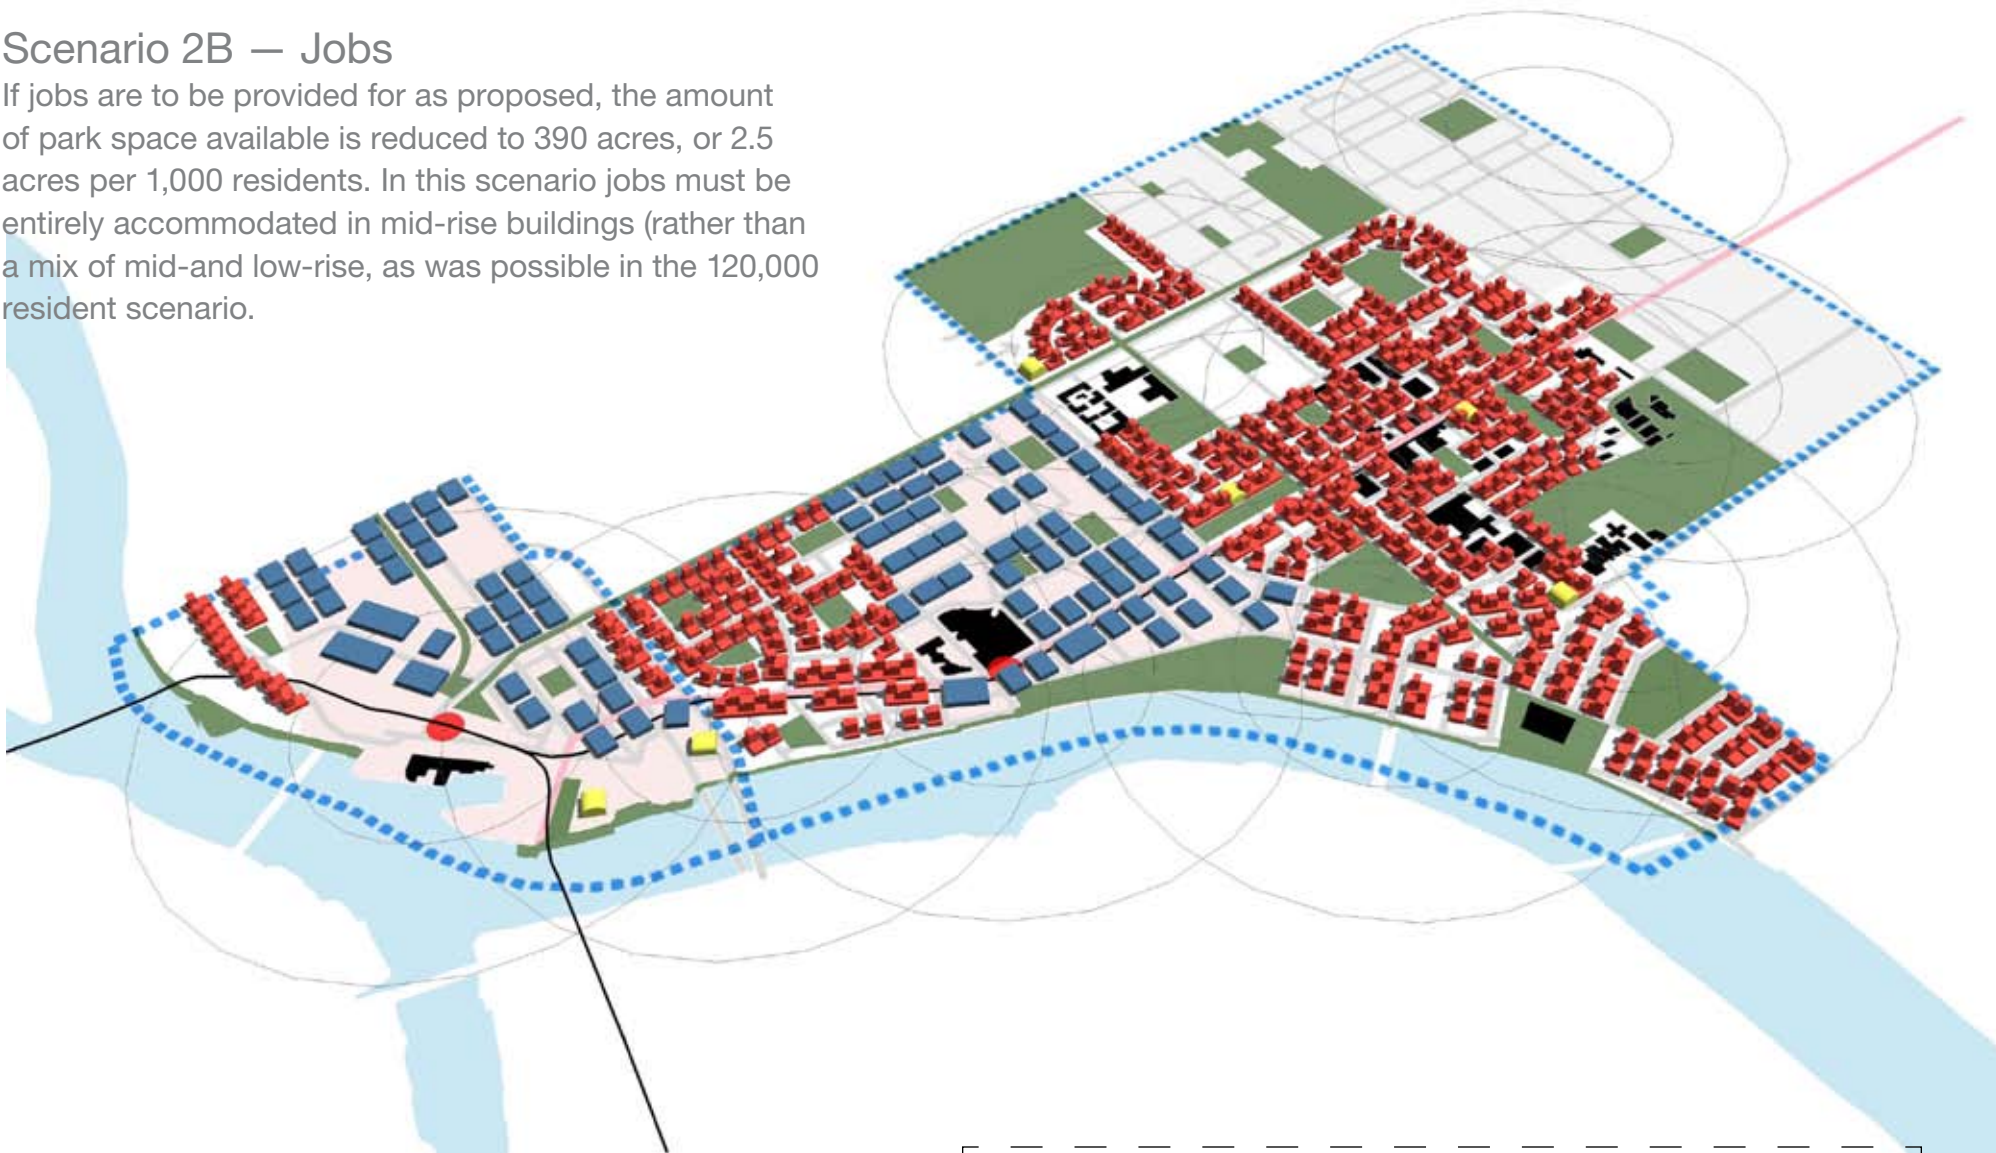 Scenario 2B — Jobs
If jobs are to be provided for as proposed, the amount
of park space available is reduced to 390 acres, or 2.5
acres per 1,000 residents. In this scenario jobs must be
entirely accommodated in mid-rise buildings (rather than
a mix of mid-and low-rise, as was possible in the 120,000
resident scenario.